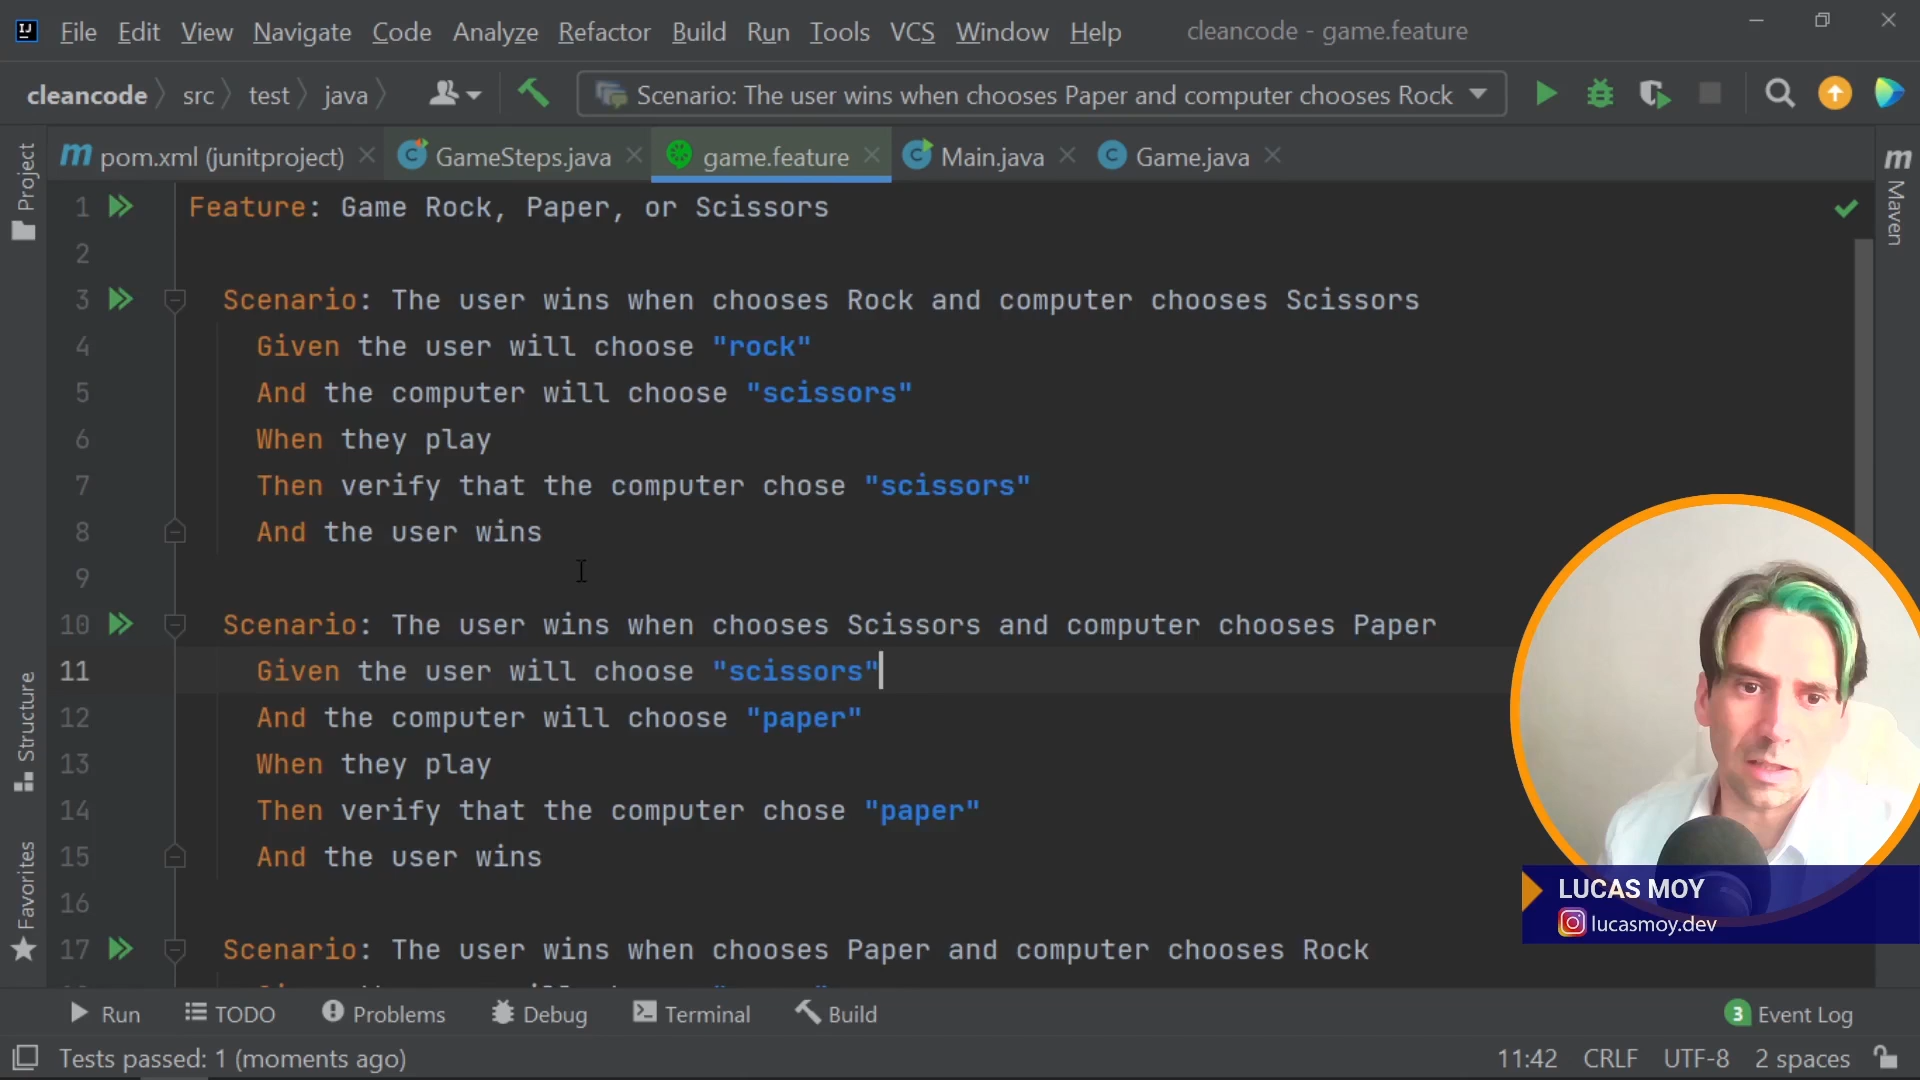 IJ File Edit View Navigate Code Analyze Refactor Build Run Tools VCS Window Help cleancode - game.feature
cleancode src test java Scenario: The user wins when chooses Paper and computer chooses Rock
m pom.xml (junitproject) C GameSteps.java game.feature C Main.java C Game.java m
Project
Maven
Structure
Favorites
1 Feature: Game Rock, Paper, or Scissors
2
3 Scenario: The user wins when chooses Rock and computer chooses Scissors
4 Given the user will choose "rock"
5 And the computer will choose "scissors"
6 When they play
7 Then verify that the computer chose "scissors"
8 And the user wins
9
10 Scenario: The user wins when chooses Scissors and computer chooses Paper
11 Given the user will choose "scissors"
12 And the computer will choose "paper"
13 When they play
14 Then verify that the computer chose "paper"
15 And the user wins
16
17 Scenario: The user wins when chooses Paper and computer chooses Rock
LUCAS MOY
lucasmoy.dev
Run TODO Problems Debug Terminal Build 3 Event Log
Tests passed: 1 (moments ago) 11:42 CRLF UTF-8 2 spaces